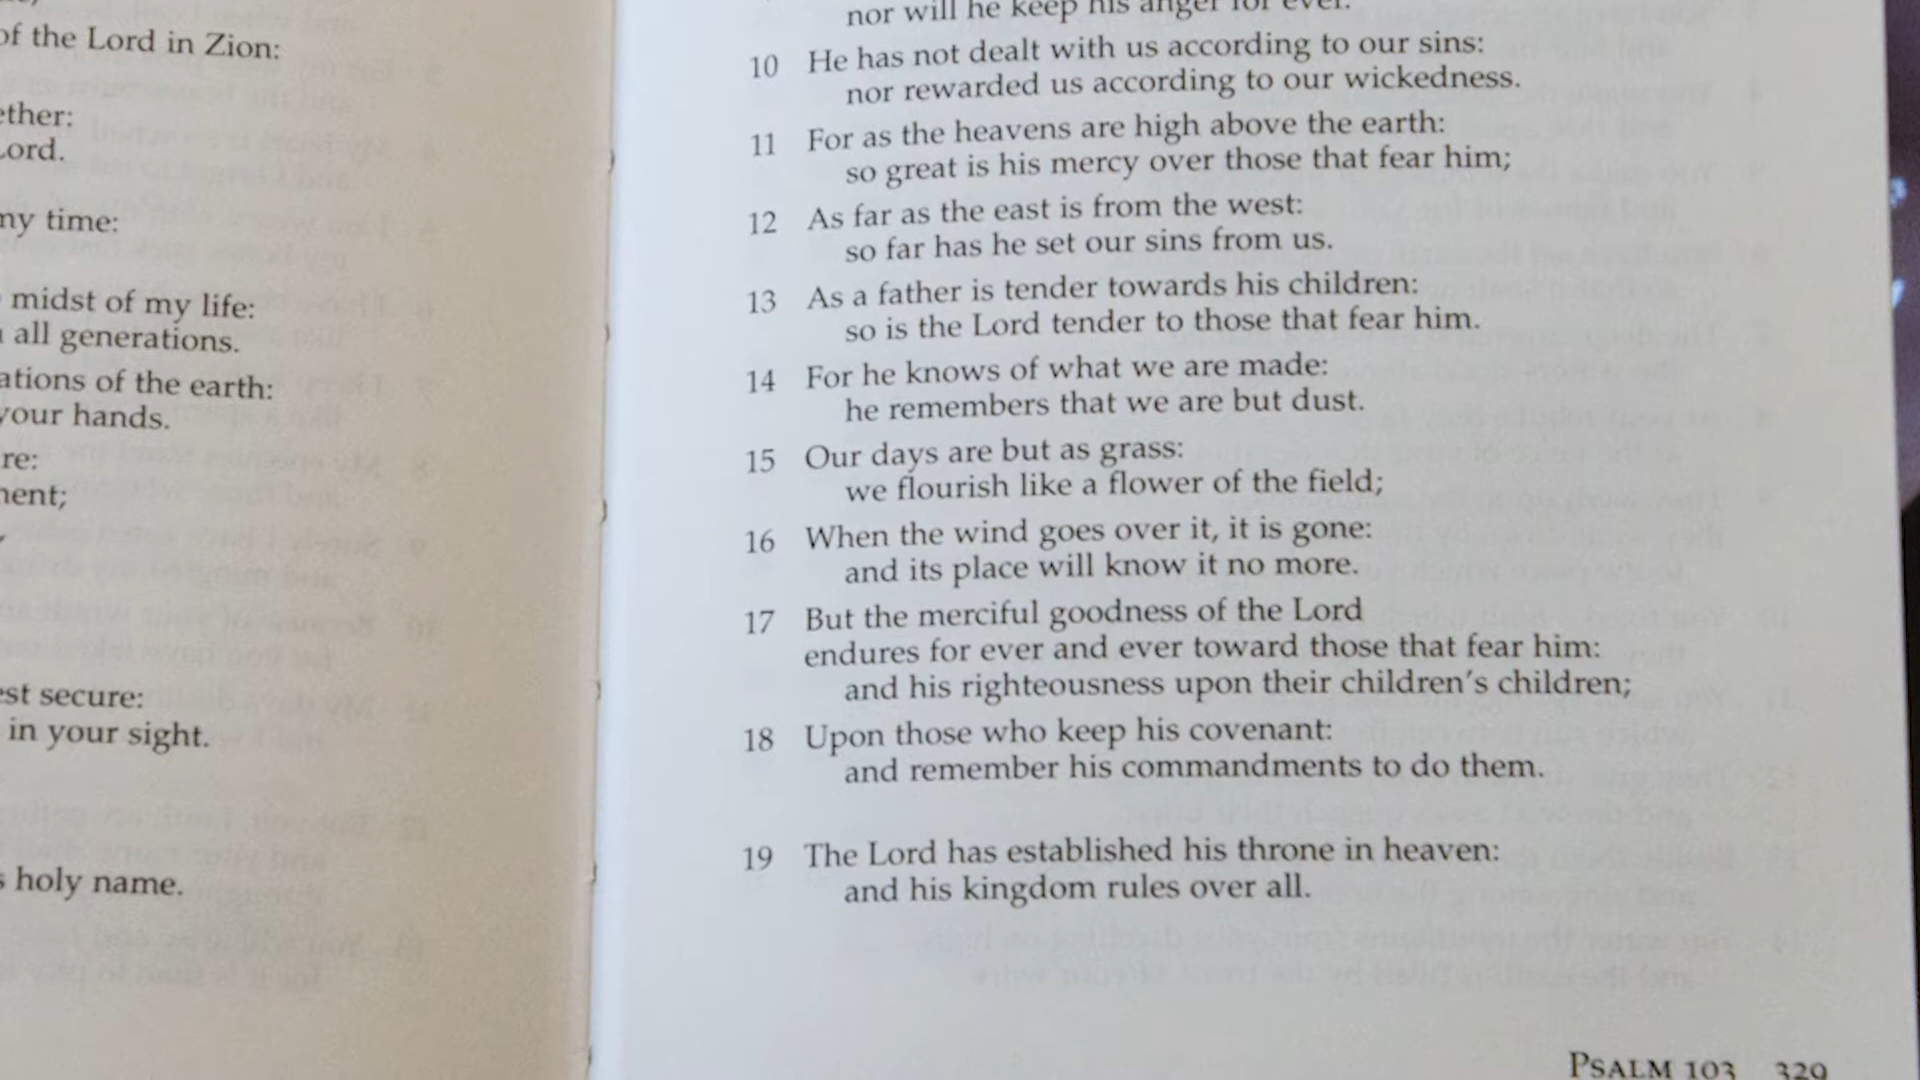 of the Lord in Zion:
ether:
Lord.
my time:
midst of my life:
all generations.
ations of the earth:
your hands.
re:
nent;
est secure:
in your sight.
holy name.
nor will he keep his anger for ever.
10 He has not dealt with us according to our sins:
nor rewarded us according to our wickedness.
11 For as the heavens are high above the earth:
so great is his mercy over those that fear him;
12 As far as the east is from the west:
so far has he set our sins from us.
13 As a father is tender towards his children:
so is the Lord tender to those that fear him.
14 For he knows of what we are made:
he remembers that we are but dust.
15 Our days are but as grass:
we flourish like a flower of the field;
16 When the wind goes over it, it is gone:
and its place will know it no more.
17 But the merciful goodness of the Lord
endures for ever and ever toward those that fear him:
and his righteousness upon their children's children;
18 Upon those who keep his covenant:
and remember his commandments to do them.
19 The Lord has established his throne in heaven:
and his kingdom rules over all.
PSALM 103 329